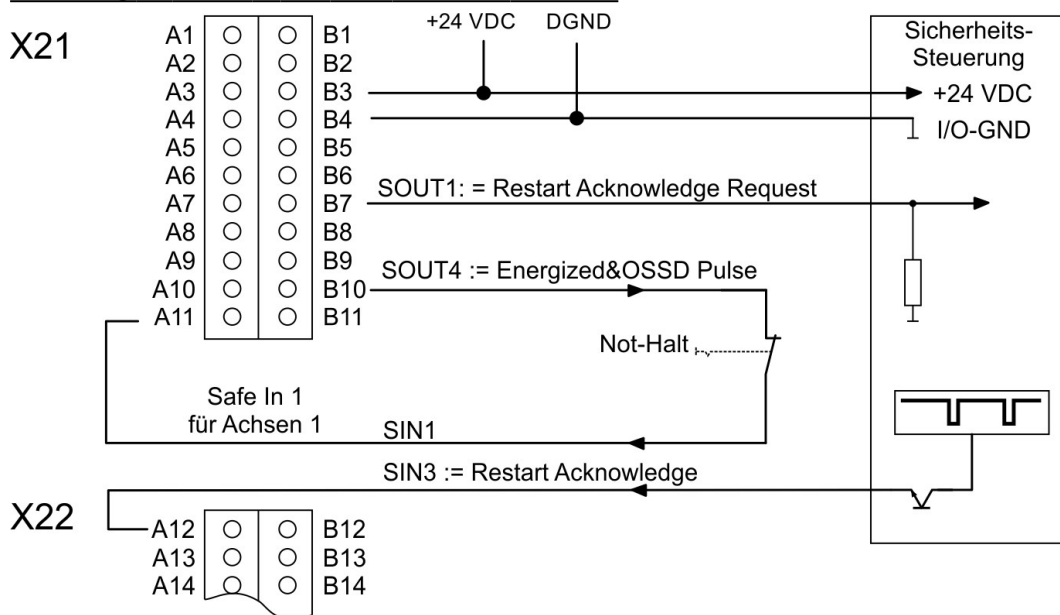 +24 VDC DGND
X21
A1 B1
A2 B2
A3 B3
A4 B4
A5 B5
A6 B6
A7 B7
A8 B8
A9 B9
A10 B10
A11 B11
Sicherheits-
Steuerung
+24 VDC
I/O-GND
SOUT1: = Restart Acknowledge Request
SOUT4 := Energized&OSSD Pulse
Not-Halt
Safe In 1
für Achsen 1
SIN1
SIN3 := Restart Acknowledge
X22
A12 B12
A13 B13
A14 B14